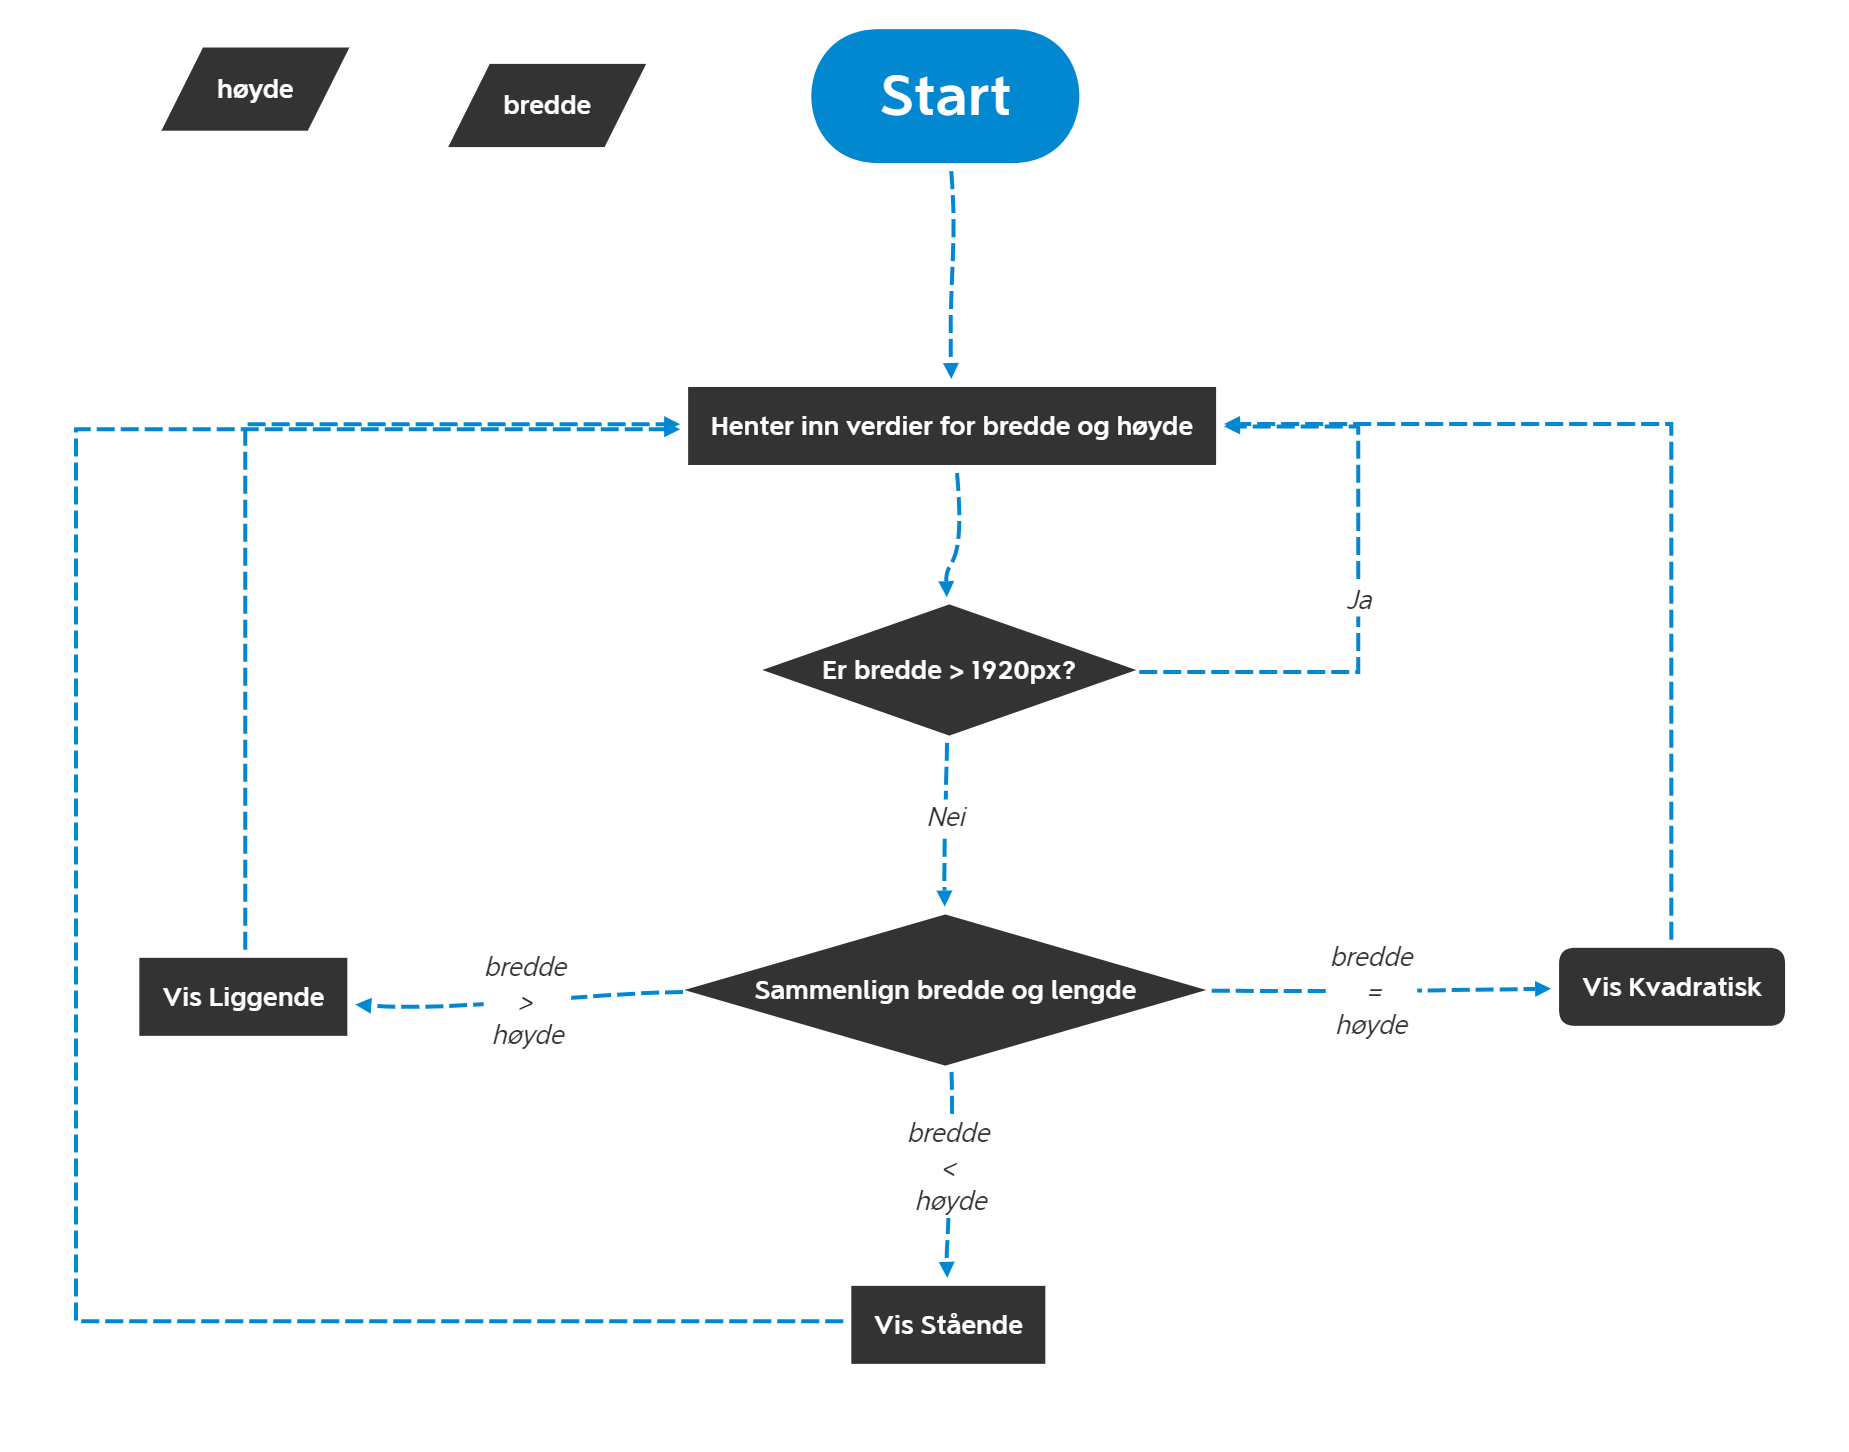 høyde
bredde
Start
Henter inn verdier for bredde og høyde
Er bredde > 1920px?
Ja
Nei
Sammenlign bredde og lengde
bredde
>
høyde
Vis Liggende
bredde
=
høyde
Vis Kvadratisk
bredde
<
høyde
Vis Stående